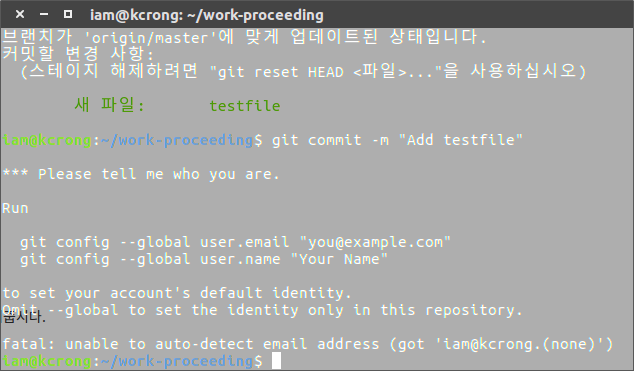 iam@kcrong: ~/work-proceeding
브랜치가 'origin/master'에 맞게 업데이트된 상태입니다.
커밋할 변경 사항:
(스테이지 해제하려면 "git reset HEAD <파일>..."을 사용하십시오)
새 파일: testfile
iam@kcrong:~/work-proceeding$ git commit -m "Add testfile"
*** Please tell me who you are.
Run
git config --global user.email "you@example.com"
git config --global user.name "Your Name"
to set your account's default identity.
Omit --global to set the identity only in this repository.
fatal: unable to auto-detect email address (got 'iam@kcrong.(none)')
iam@kcrong:~/work-proceeding$